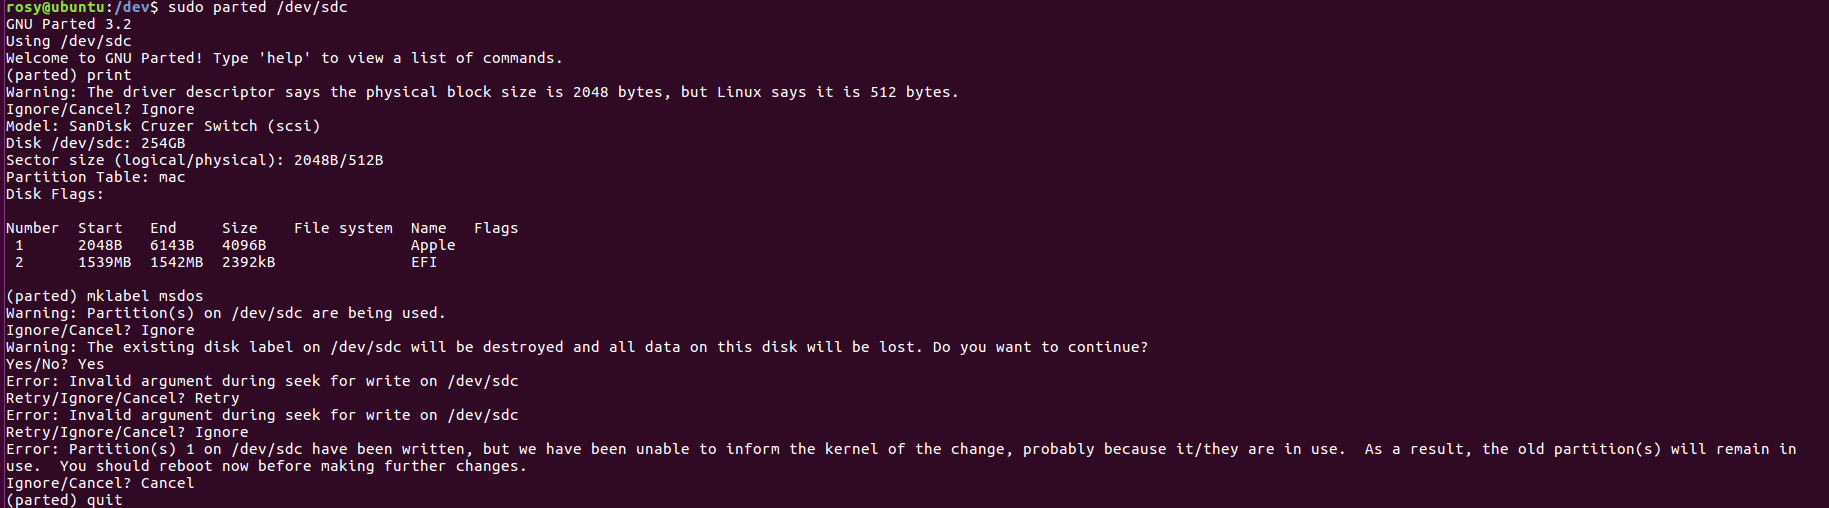 rosy@ubuntu:/dev$ sudo parted /dev/sdc
GNU Parted 3.2
Using /dev/sdc
Welcome to GNU Parted! Type 'help' to view a list of commands.
(parted) print
Warning: The driver descriptor says the physical block size is 2048 bytes, but Linux says it is 512 bytes.
Ignore/Cancel? Ignore
Model: SanDisk Cruzer Switch (scsi)
Disk /dev/sdc: 254GB
Sector size (logical/physical): 2048B/512B
Partition Table: mac
Disk Flags:
Number  Start   End     Size    File system  Name   Flags
 1      2048B   6143B   4096B                Apple
 2      1539MB  1542MB  2392kB               EFI
(parted) mklabel msdos
Warning: Partition(s) on /dev/sdc are being used.
Ignore/Cancel? Ignore
Warning: The existing disk label on /dev/sdc will be destroyed and all data on this disk will be lost. Do you want to continue?
Yes/No? Yes
Error: Invalid argument during seek for write on /dev/sdc
Retry/Ignore/Cancel? Retry
Error: Invalid argument during seek for write on /dev/sdc
Retry/Ignore/Cancel? Ignore
Error: Partition(s) 1 on /dev/sdc have been written, but we have been unable to inform the kernel of the change, probably because it/they are in use.  As a result, the old partition(s) will remain in
use.  You should reboot now before making further changes.
Ignore/Cancel? Cancel
(parted) quit